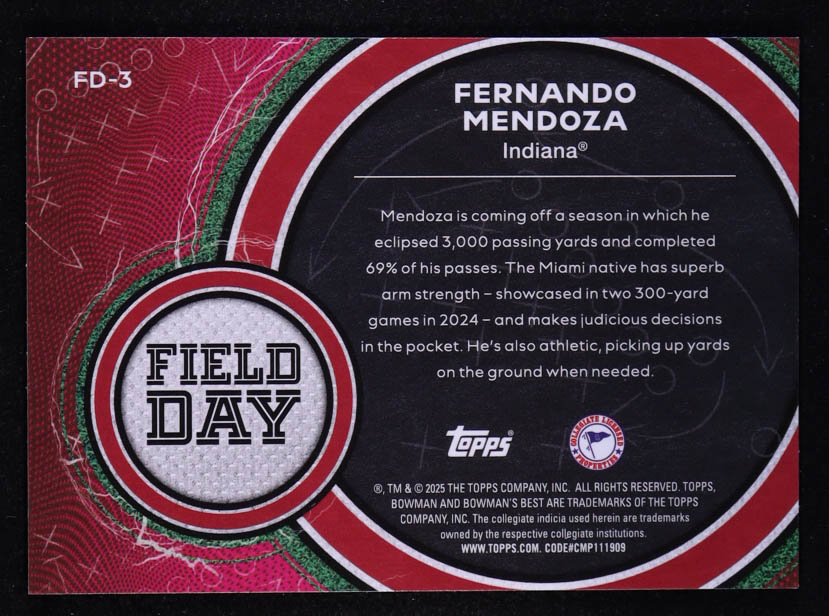 FD-3
FERNANDO
MENDOZA
Indiana®
Mendoza is coming off a season in which he
eclipsed 3,000 passing yards and completed
69% of his passes. The Miami native has superb
arm strength – showcased in two 300-yard
games in 2024 – and makes judicious decisions
in the pocket. He's also athletic, picking up yards
on the ground when needed.
FIELD
DAY
Topps®
COLLEGIATE LICENSED
PROPERTIES
®, TM & © 2025 THE TOPPS COMPANY, INC. ALL RIGHTS RESERVED. TOPPS,
BOWMAN AND BOWMAN'S BEST ARE TRADEMARKS OF THE TOPPS
COMPANY, INC. The collegiate indicia used herein are trademarks
owned by the respective collegiate institutions.
WWW.TOPPS.COM. CODE#CMP111909